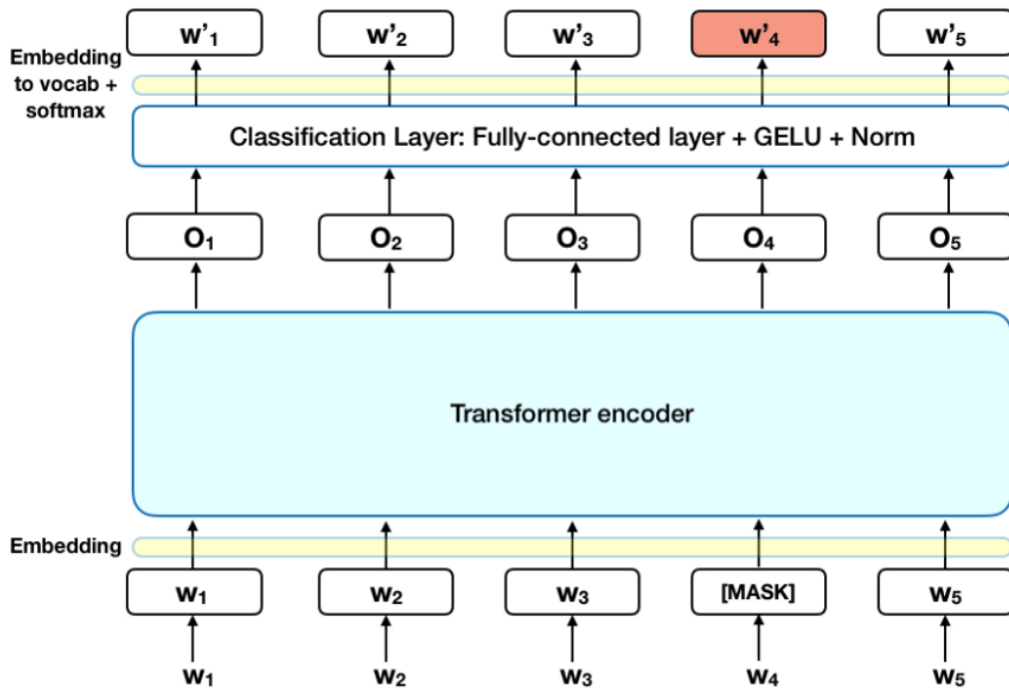 w'₁ w'₂ w'₃ w'₄ w'₅
Embedding
to vocab +
softmax
Classification Layer: Fully-connected layer + GELU + Norm
O₁ O₂ O₃ O₄ O₅
Transformer encoder
Embedding
w₁ w₂ w₃ [MASK] w₅
w₁ w₂ w₃ w₄ w₅